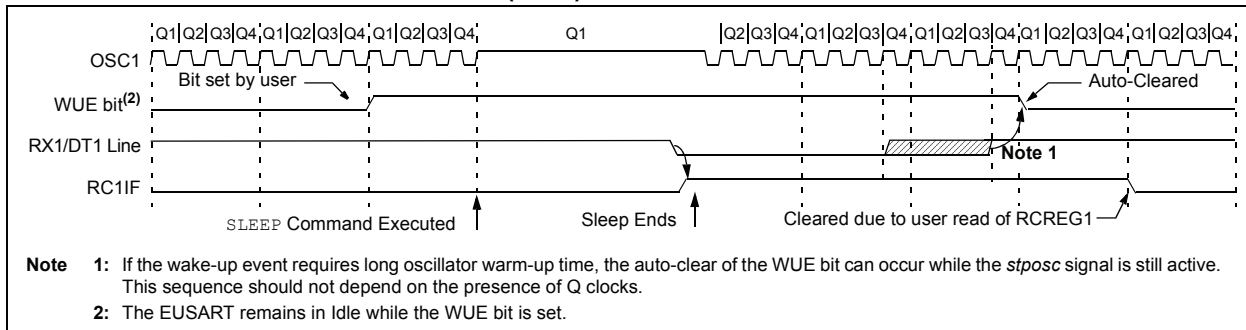 Q1 Q2 Q3 Q4 Q1 Q2 Q3 Q4 Q1 Q2 Q3 Q4 Q1 Q2 Q3 Q4 Q1 Q2 Q3 Q4 Q1 Q2 Q3 Q4 Q1 Q2 Q3 Q4 Q1 Q2 Q3 Q4
OSC1
Bit set by user
Auto-Cleared
WUE bit(2)
RX1/DT1 Line
Note 1
RC1IF
SLEEP Command Executed
Sleep Ends
Cleared due to user read of RCREG1
Note 1: If the wake-up event requires long oscillator warm-up time, the auto-clear of the WUE bit can occur while the stposc signal is still active.
This sequence should not depend on the presence of Q clocks.
2: The EUSART remains in Idle while the WUE bit is set.